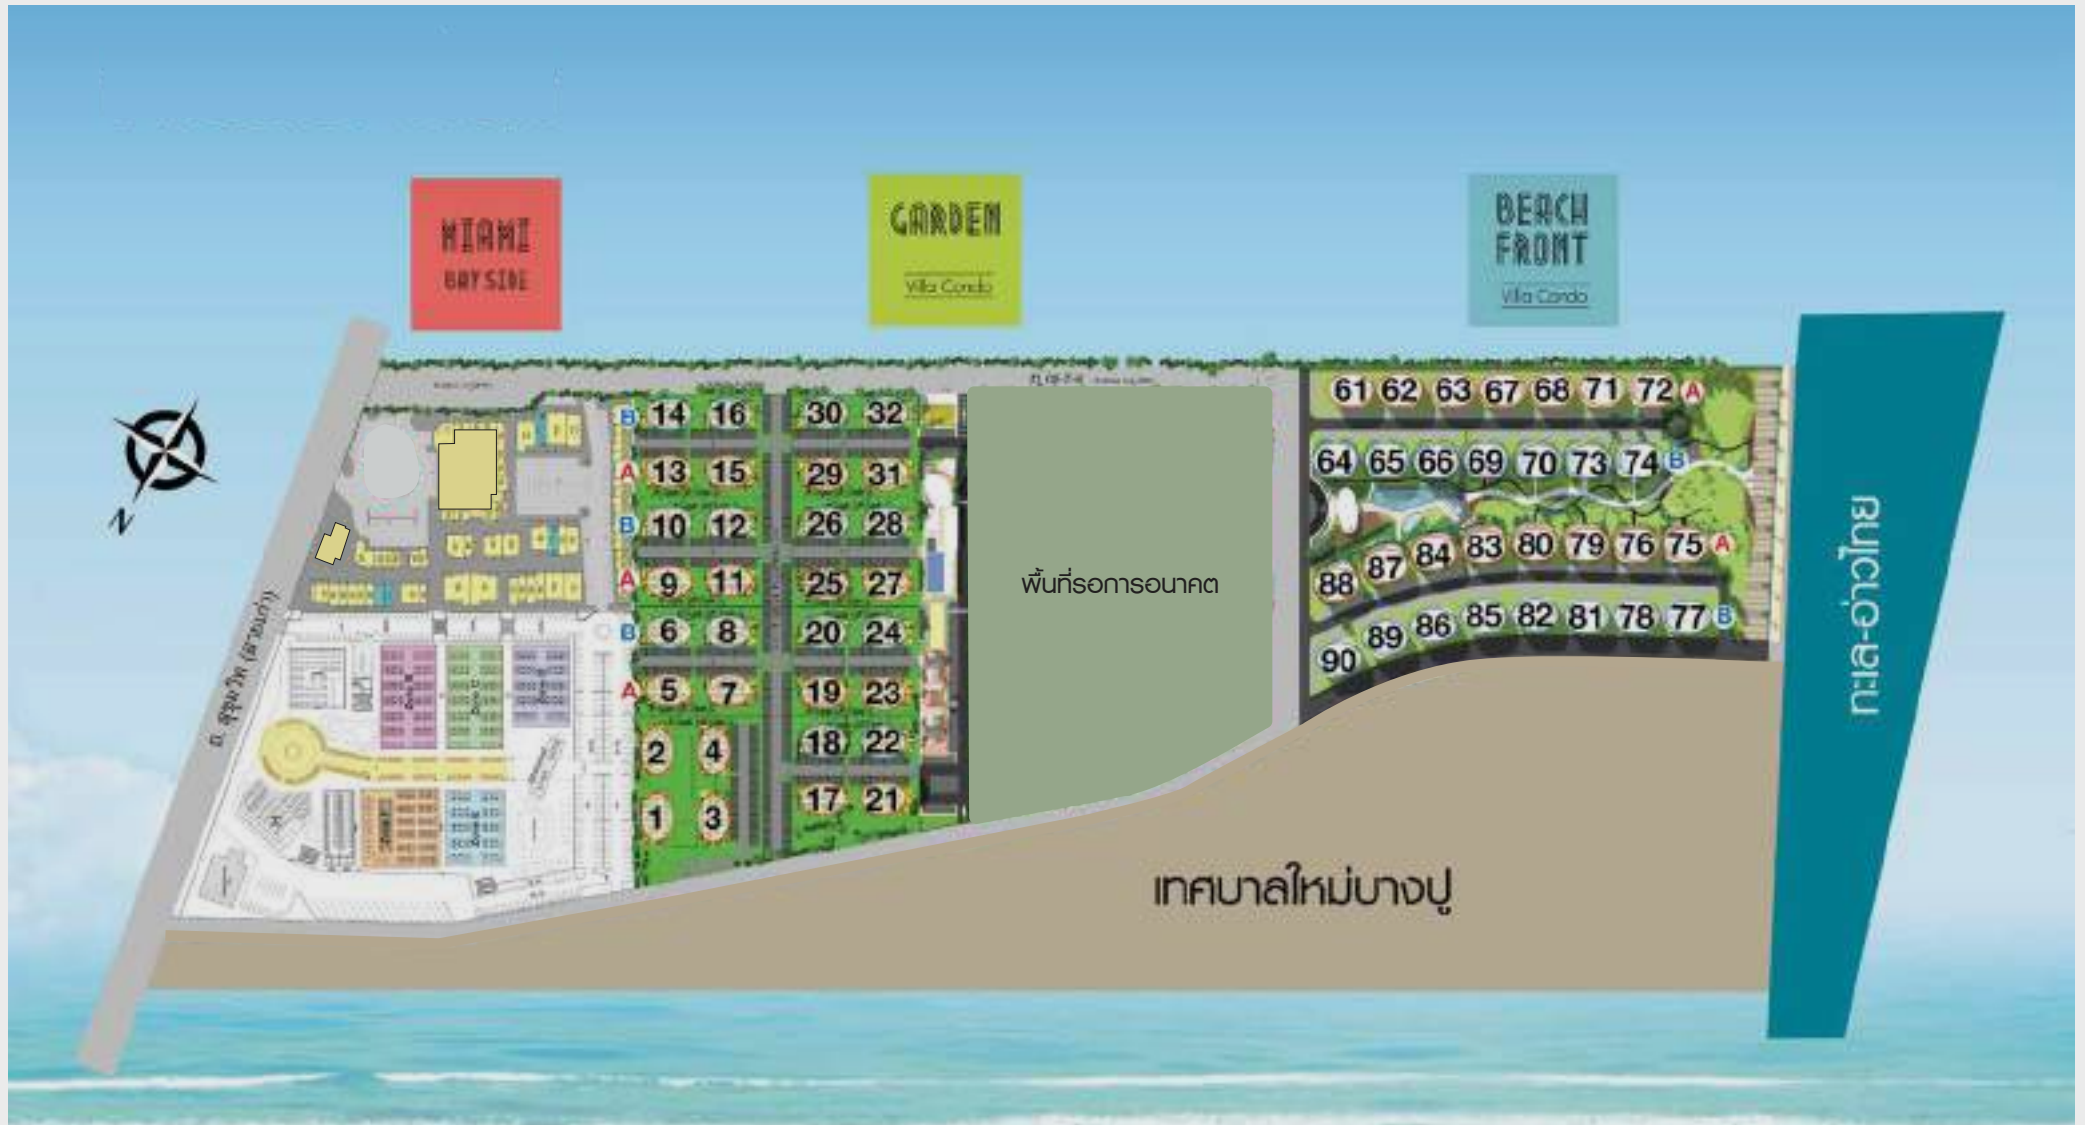 MIAMI
BAY SIDE
GARDEN
Villa Condo
BEACH
FRONT
Villa Condo
N
B 14 16 30 32
A 13 15 29 31
B 10 12 26 28
A 9 11 25 27
B 6 8 20 24
A 5 7 19 23
2 4 18 22
1 3 17 21
61 62 63 67 68 71 72 A
64 65 66 69 70 73 74 B
88 87 84 83 80 79 76 75 A
90 89 86 85 82 81 78 77 B
พื้นที่รอการอนาคต
เทศบาลใหม่บางปู
ทะเล-อ่าวไทย
ถ. สุขุมวิท (สายเก่า)